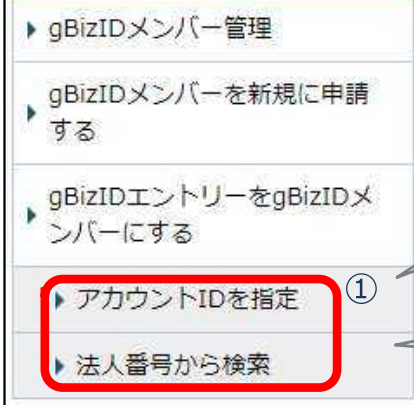 gBizIDメンバー管理
gBizIDメンバーを新規に申請
する
gBizIDエントリーをgBizIDメ
ンバーにする
アカウントIDを指定
①
法人番号から検索